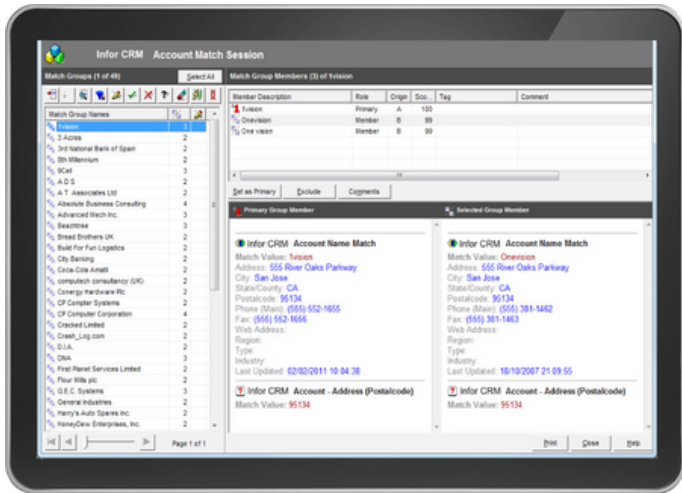 Infor CRM Account Match Session
Match Groups (1 of 49)
Select All
Match Group Members (3) of 1vision
Member Description Role Origin Sco... Tag Comment
1vision Primary A 100
Onevision Member B 99
One vision Member B 99
Set as Primary Exclude Comments
Match Group Names
1vision 3
3 Acres 2
3rd National Bank of Spain 2
8th Millennium 2
9Cell 3
A D S 2
A T Associates Ltd 2
Absolute Business Consulting 4
Advanced Mech Inc. 3
Beachtree 3
Bread Brothers UK 2
Build For Fun Logistics 2
City Banking 2
Coca-Cola Amatil 2
computech consultancy (UK) 2
Conergy Hardware Plc 2
CP Compter Systems 2
CP Computer Corporation 4
Cracked Limited 2
Crash_Log.com 2
D.I.A. 2
DNA 3
First Planet Services Limited 2
Flour Mills plc 2
G.E.C. Systems 3
General Industries 2
Harry's Auto Spares Inc. 2
HoneyDew Enterprises, Inc. 2
Page 1 of 1
Primary Group Member
Infor CRM Account Name Match
Match Value: 1vision
Address: 555 River Oaks Parkway
City: San Jose
State/County: CA
Postalcode: 95134
Phone (Main): (555) 552-1655
Fax: (555) 552-1656
Web Address:
Region:
Type:
Industry:
Last Updated: 02/02/2011 10 04:38
Infor CRM Account - Address (Postalcode)
Match Value: 95134
Selected Group Member
Infor CRM Account Name Match
Match Value: Onevision
Address: 555 River Oaks Parkway
City: San Jose
State/County: CA
Postalcode: 95134
Phone (Main): (555) 381-1462
Fax: (555) 381-1463
Web Address:
Region:
Type:
Industry:
Last Updated: 18/10/2007 21 09:55
Infor CRM Account - Address (Postalcode)
Match Value: 95134
Print Close Help